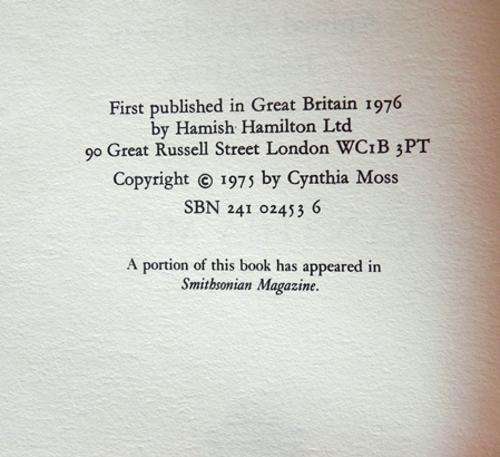 First published in Great Britain 1976
by Hamish Hamilton Ltd
90 Great Russell Street London WC1B 3PT
Copyright © 1975 by Cynthia Moss
SBN 241 02453 6
A portion of this book has appeared in
Smithsonian Magazine.